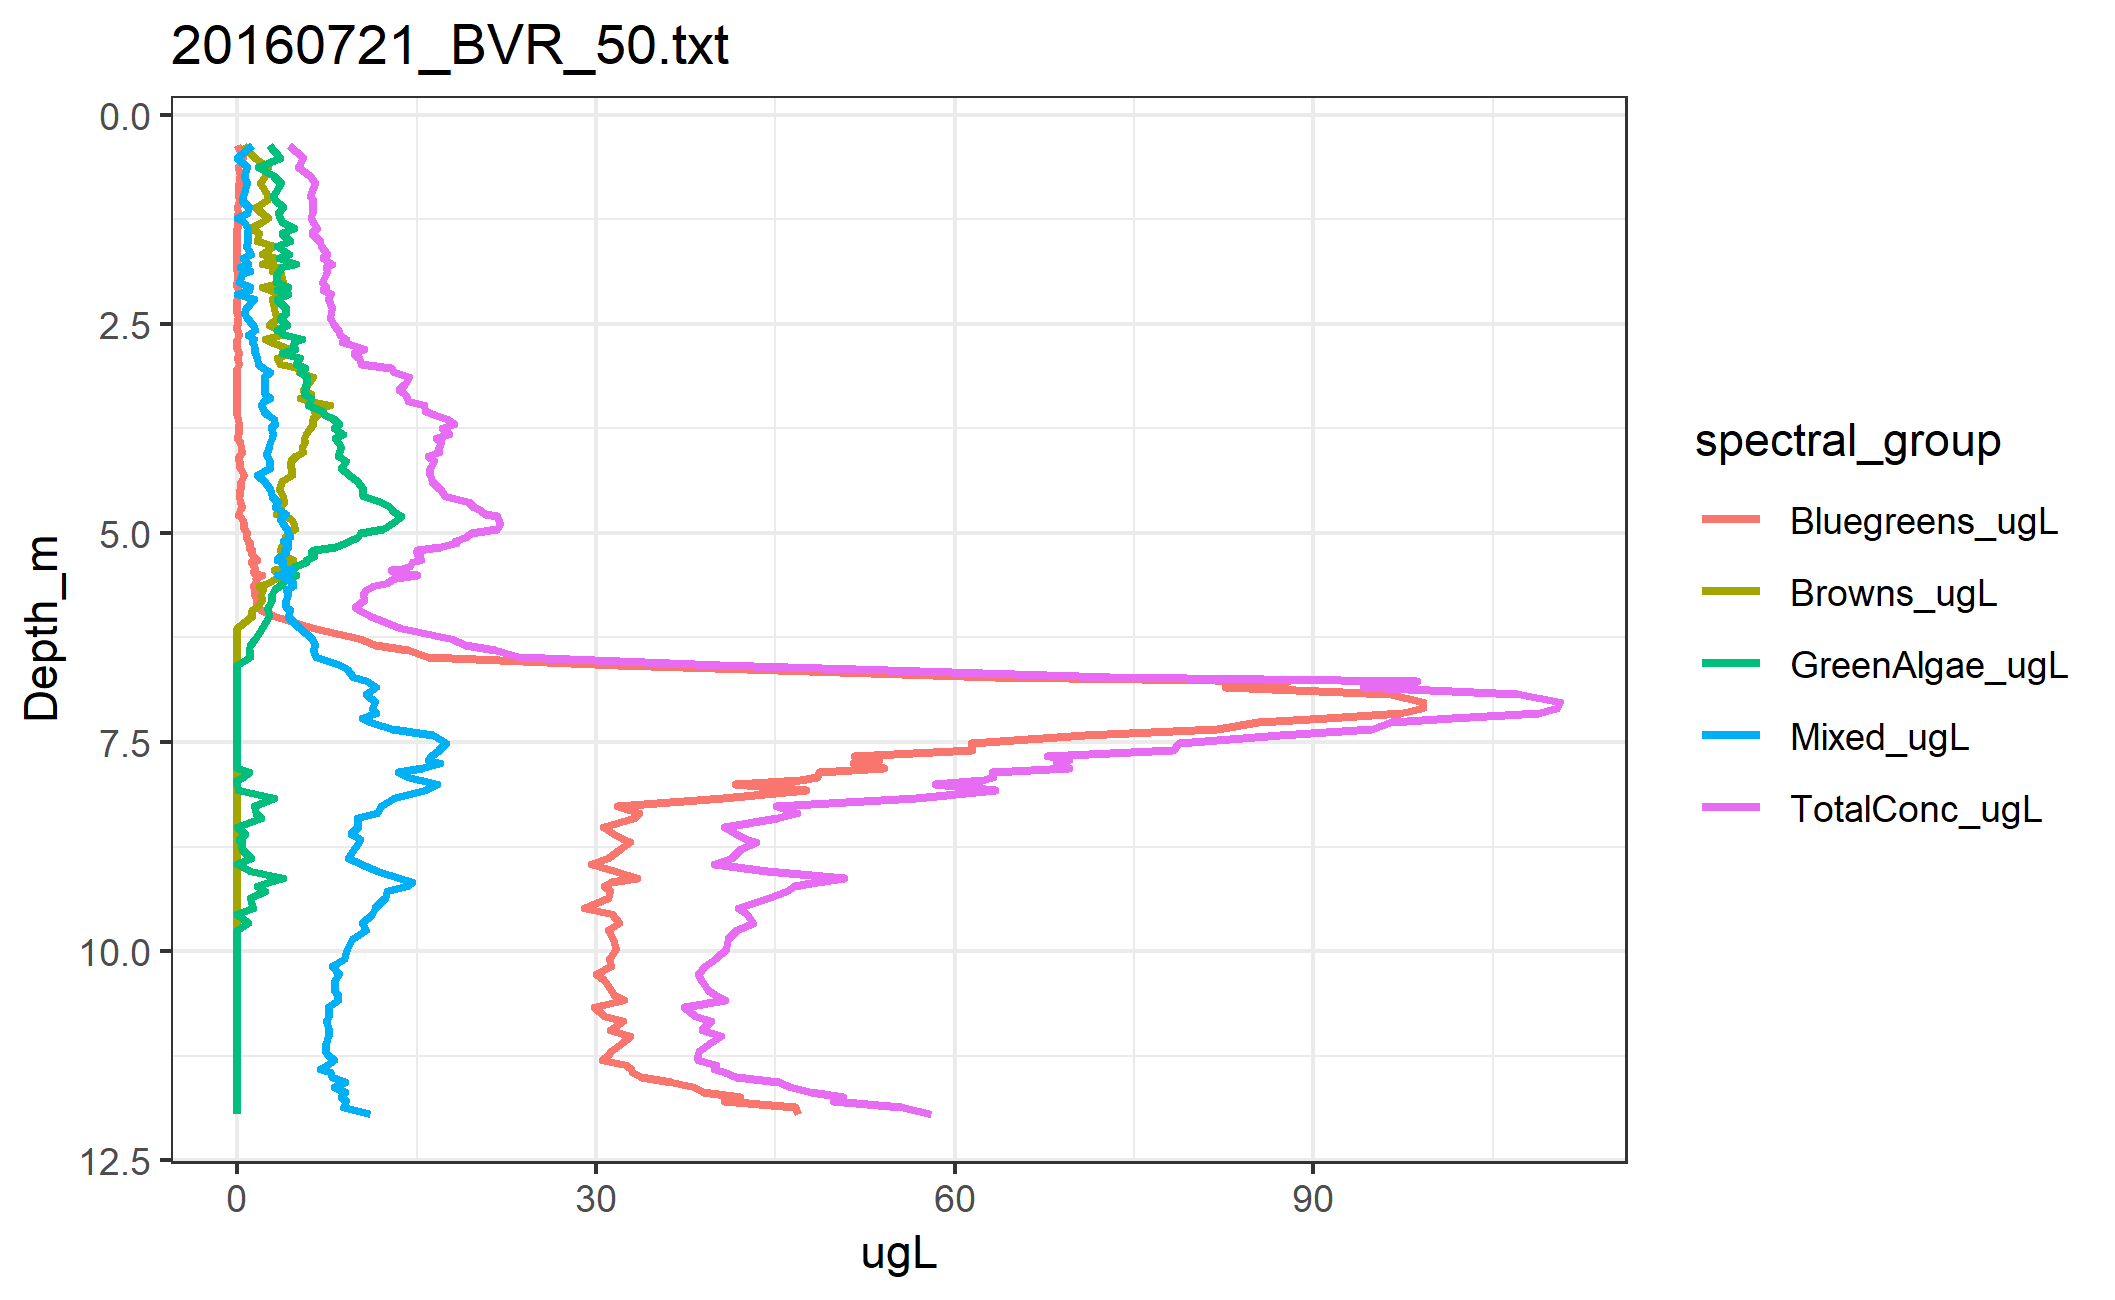 20160721_BVR_50.txt
0.0
2.5
5.0
7.5
10.0
12.5
Depth_m
0 30 60 90
ugL
spectral_group
Bluegreens_ugL
Browns_ugL
GreenAlgae_ugL
Mixed_ugL
TotalConc_ugL